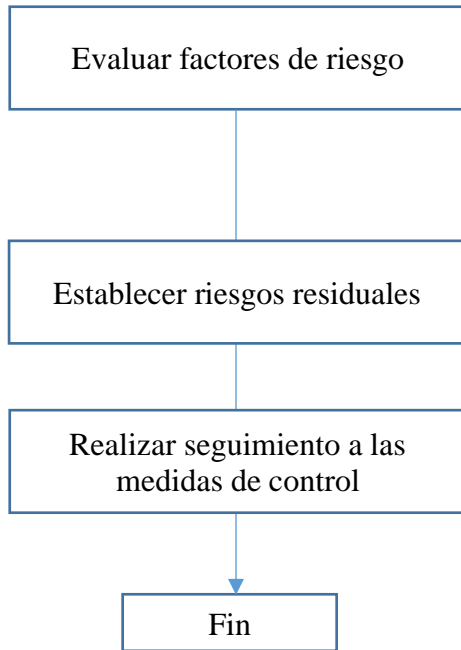 Evaluar factores de riesgo
Establecer riesgos residuales
Realizar seguimiento a las
medidas de control
Fin